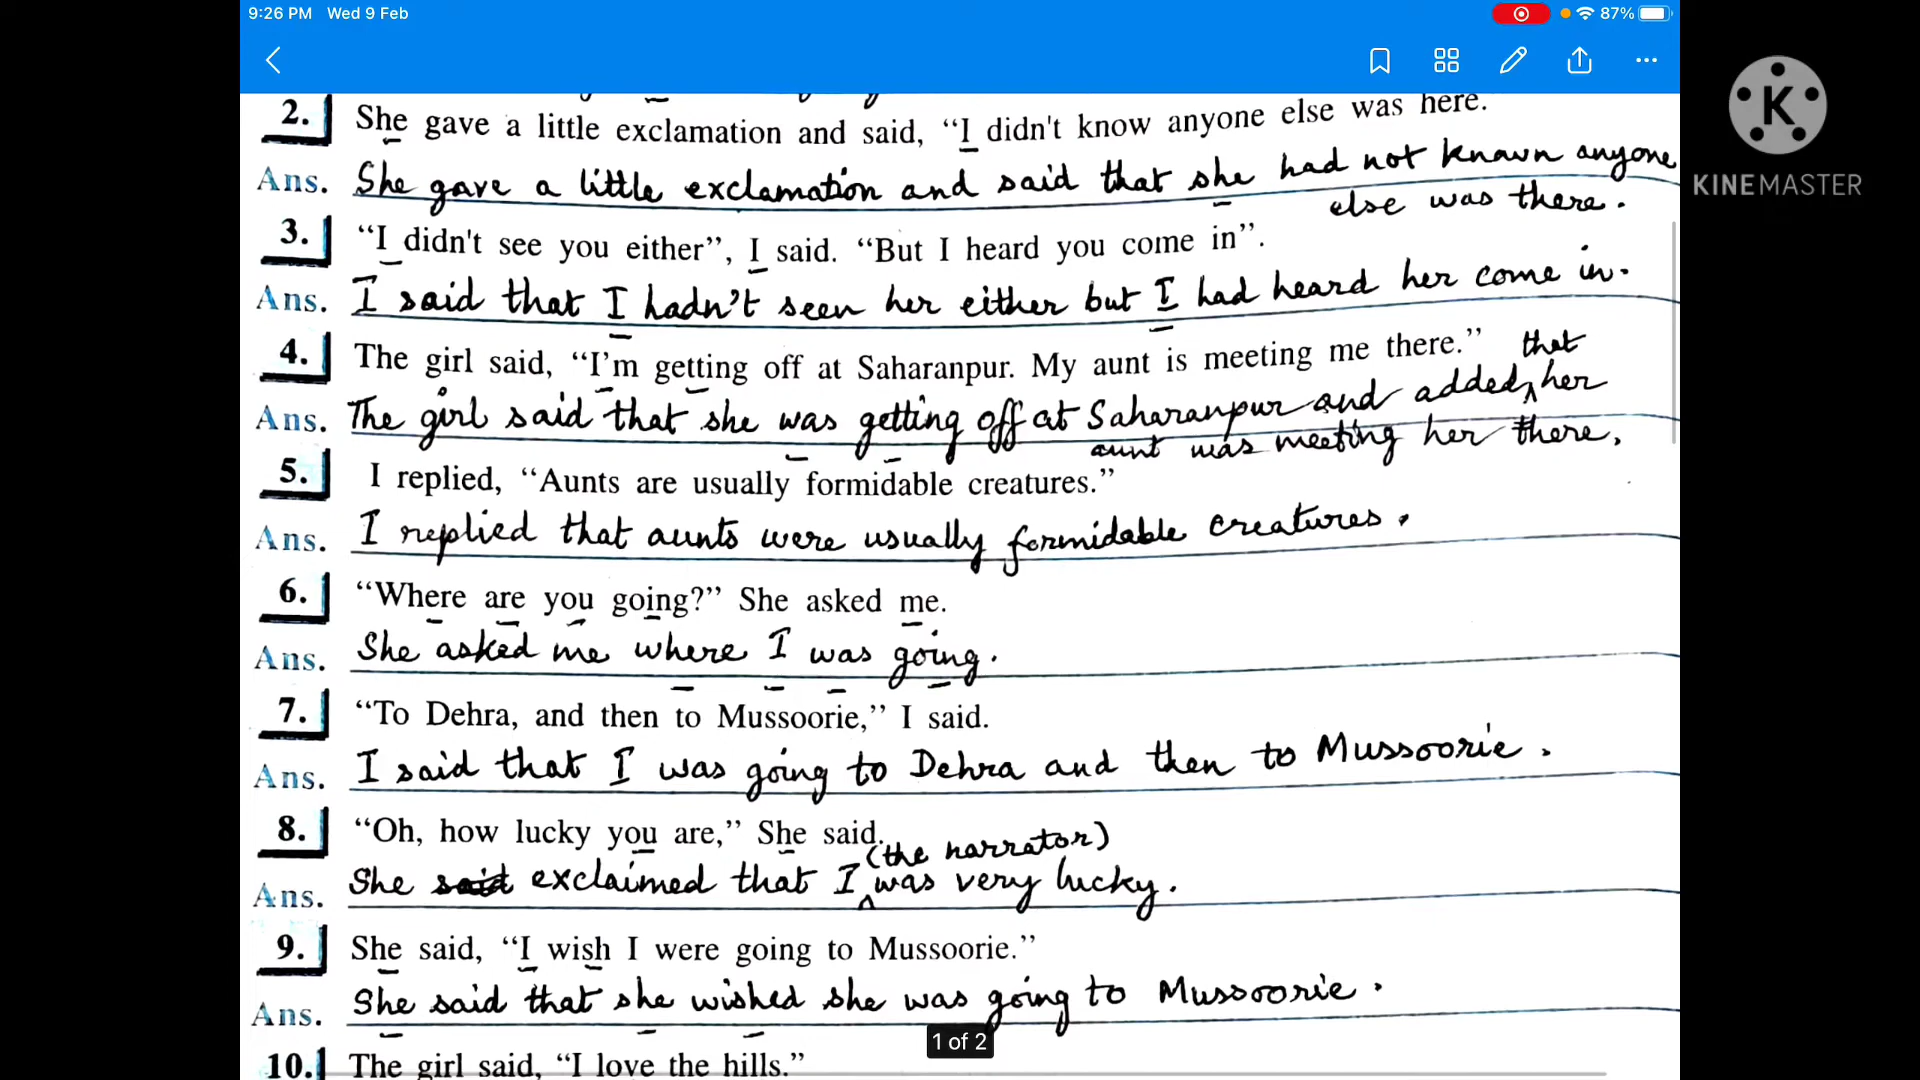 9:26 PM Wed 9 Feb
87%
2. She gave a little exclamation and said, “I didn't know anyone else was here.
Ans. She gave a little exclamation and said that she had not known anyone
else was there.
3. “I didn't see you either”, I said. “But I heard you come in”.
Ans. I said that I hadn't seen her either but I had heard her come in.
4. The girl said, “I'm getting off at Saharanpur. My aunt is meeting me there.”
that
Ans. The girl said that she was getting off at Saharanpur and added, her
aunt was meeting her there.
5. I replied, “Aunts are usually formidable creatures.”
Ans. I replied that aunts were usually formidable creatures.
6. “Where are you going?” She asked me.
Ans. She asked me where I was going.
7. “To Dehra, and then to Mussoorie,” I said.
Ans. I said that I was going to Dehra and then to Mussoorie.
8. “Oh, how lucky you are,” She said.
(the narrator)
Ans. She said exclaimed that I was very lucky.
9. She said, “I wish I were going to Mussoorie.”
Ans. She said that she wished she was going to Mussoorie.
1 of 2
10. The girl said, “I love the hills.”
K
KINEMASTER